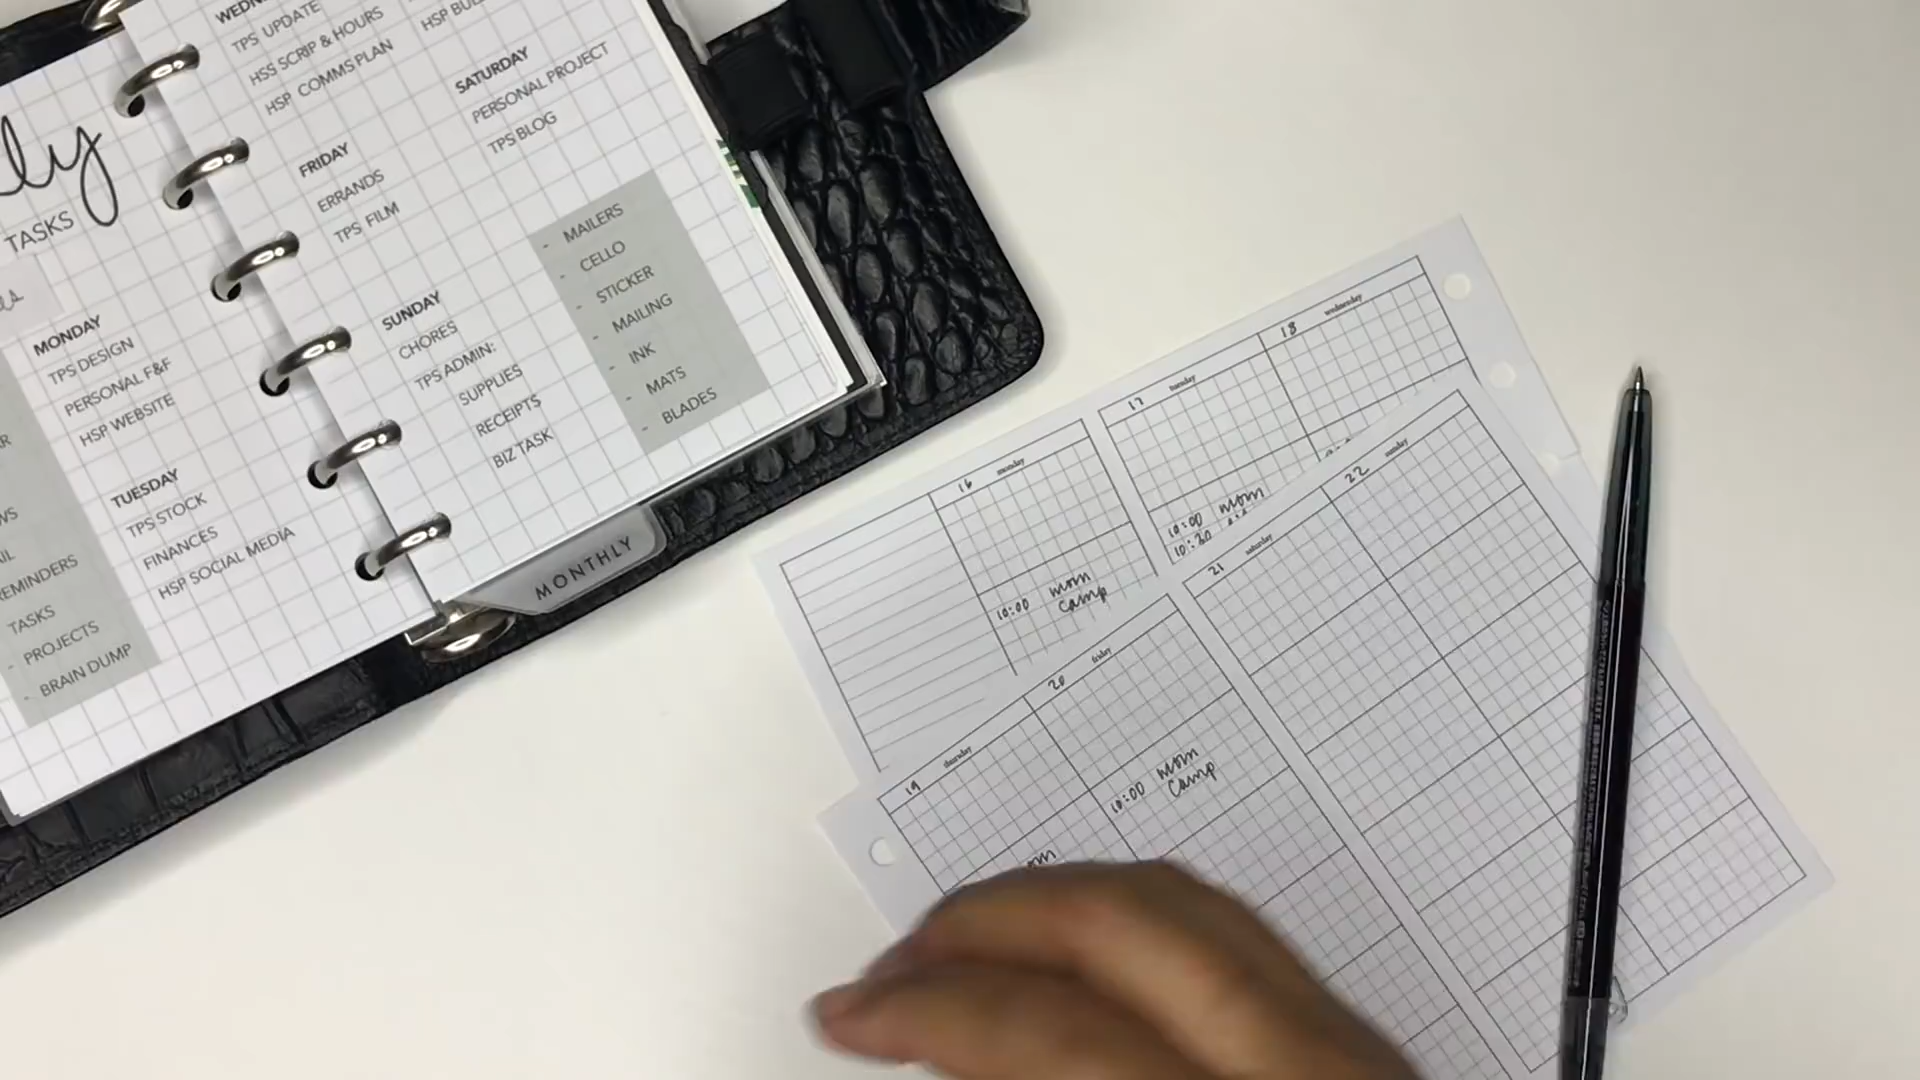 TASKS
MONDAY
TPS DESIGN
PERSONAL F&F
HSP WEBSITE
TUESDAY
TPS STOCK
FINANCES
HSP SOCIAL MEDIA
REMINDERS
TASKS
- PROJECTS
- BRAIN DUMP
TPS UPDATE
HSS SCRIP & HOURS
HSP COMMS PLAN
FRIDAY
ERRANDS
TPS FILM
SATURDAY
PERSONAL PROJECT
TPS BLOG
SUNDAY
CHORES
TPS ADMIN:
SUPPLIES
RECEIPTS
BIZ TASK
- MAILERS
- CELLO
- STICKER
- MAILING
- INK
- MATS
- BLADES
MONTHLY
16 monday
10:00 mom
camp
17 tuesday
10:00 mom
10:30
18 wednesday
19 thursday
20 friday
10:00 mom
camp
21 saturday
22 sunday